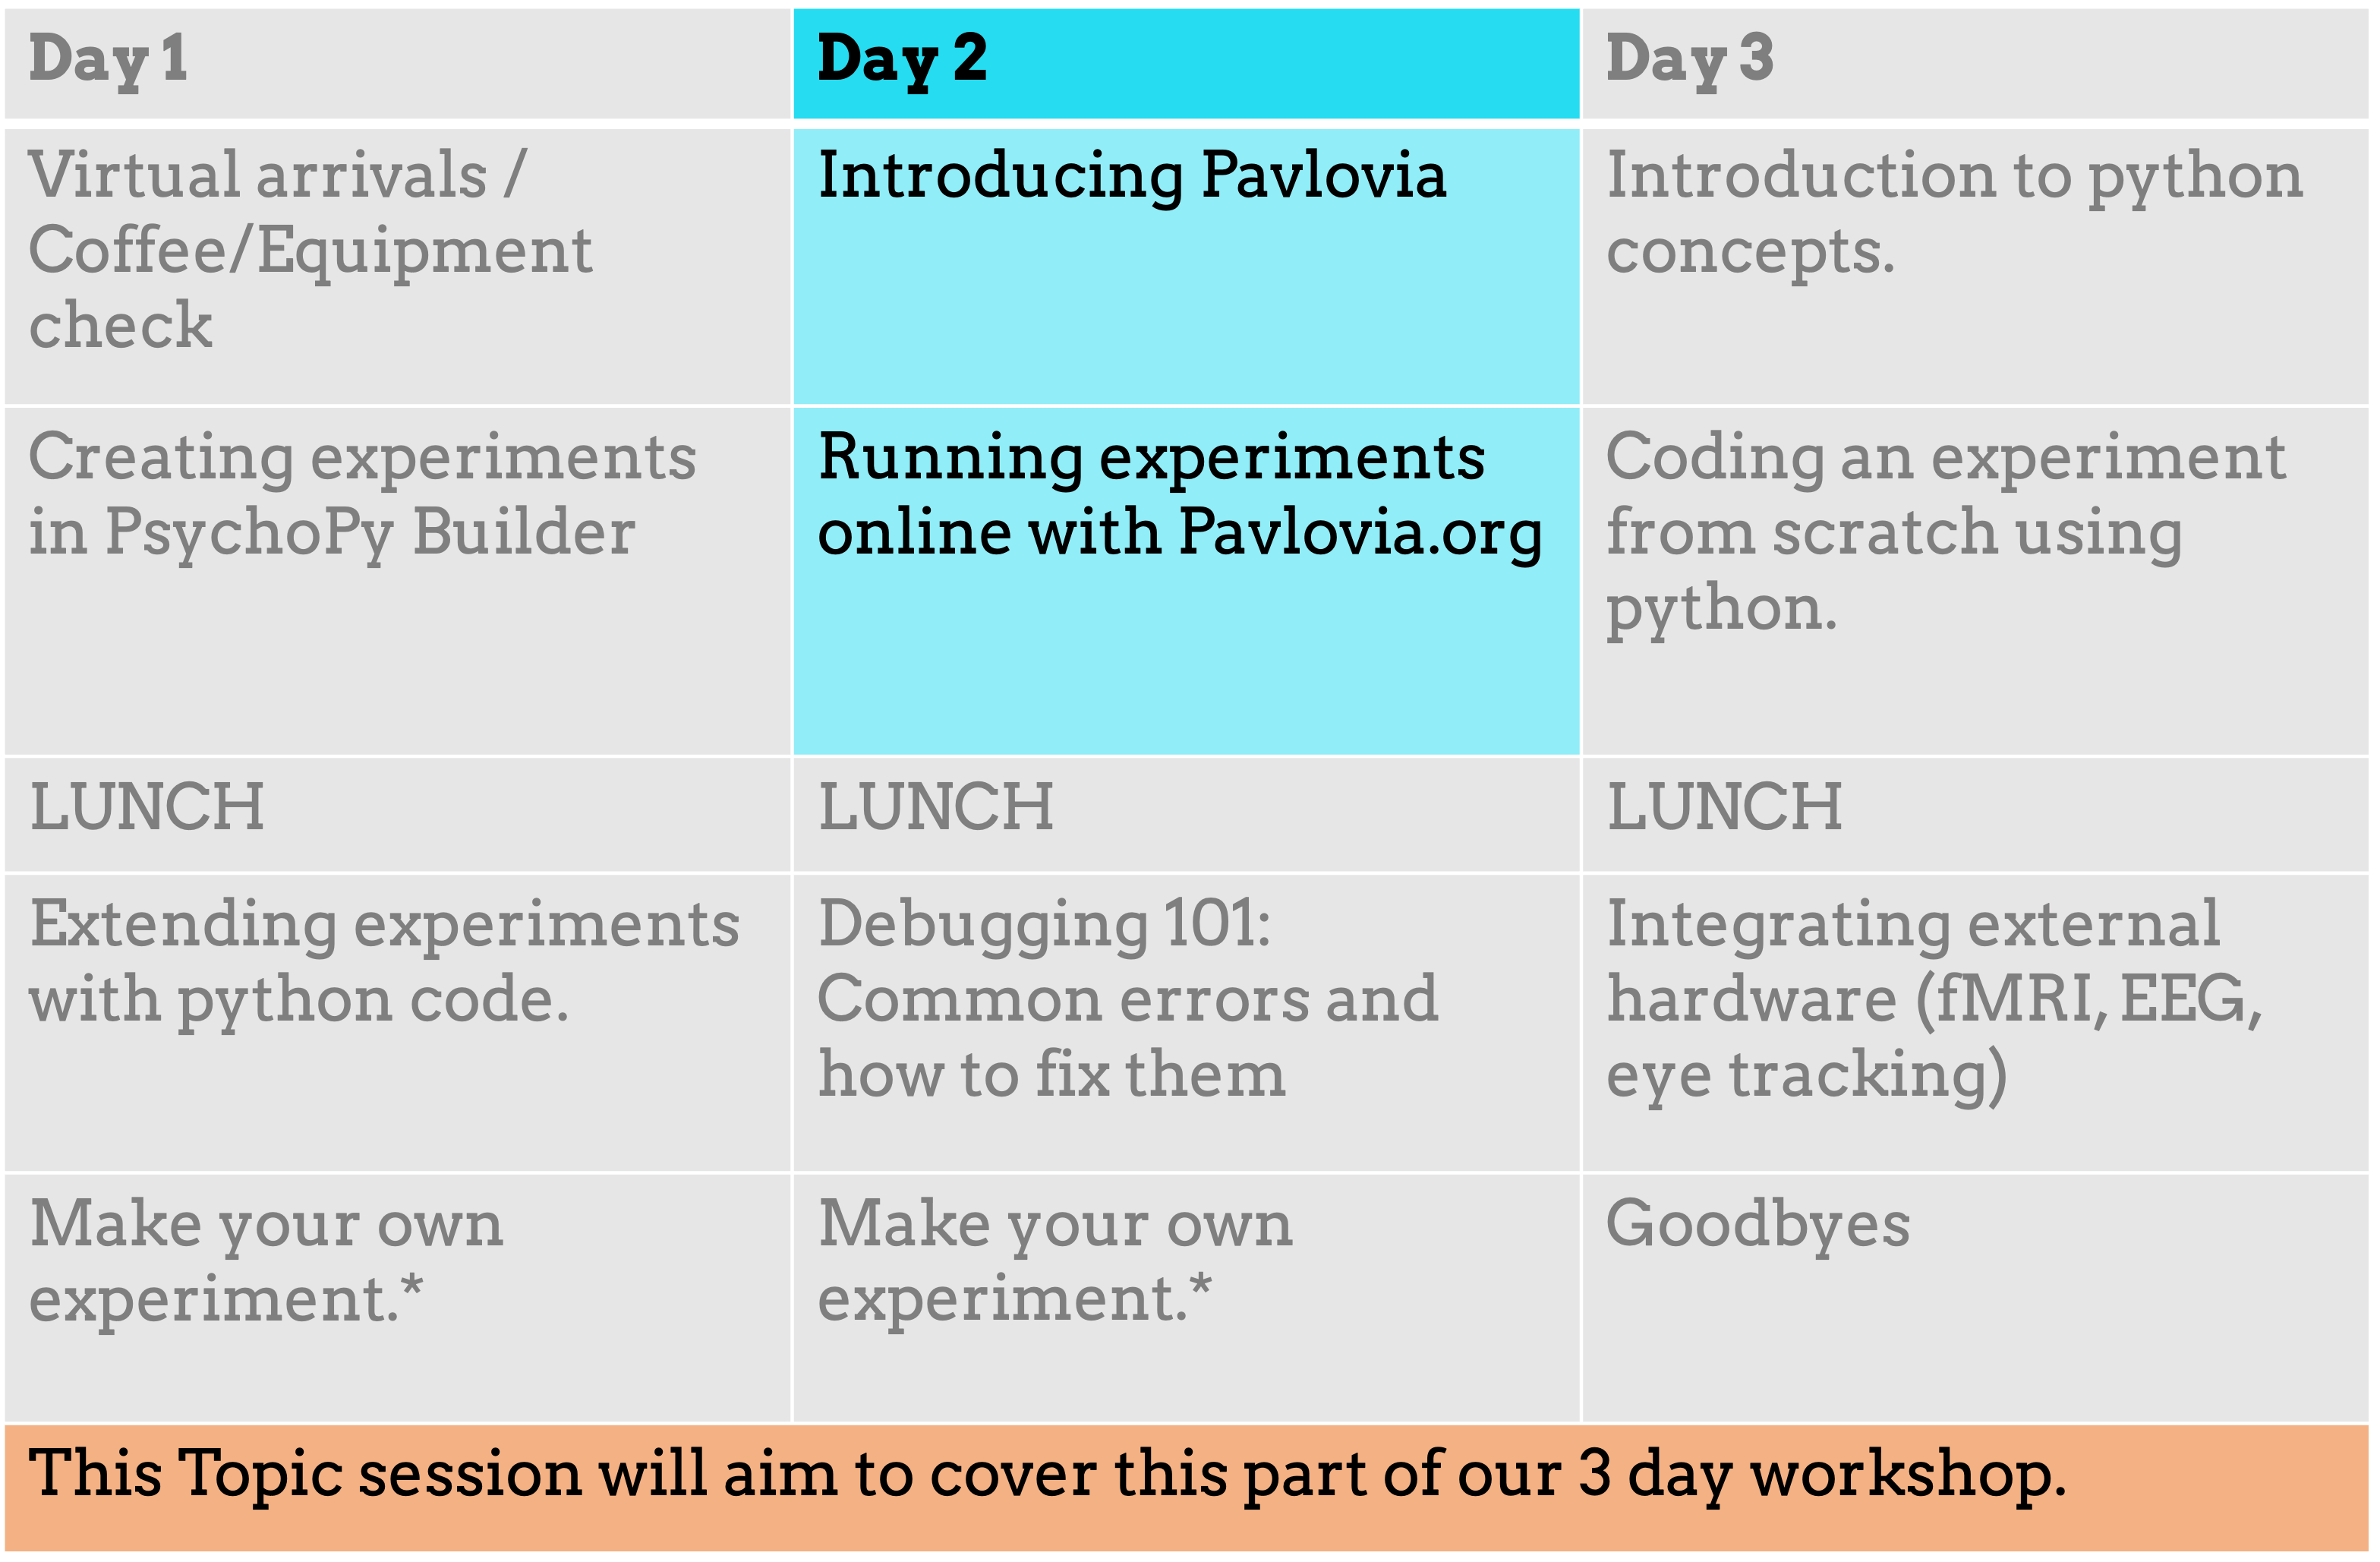 Day 1
Day 2
Day 3
Virtual arrivals /
Coffee/Equipment
check
Introducing Pavlovia
Introduction to python
concepts.
Creating experiments
in PsychoPy Builder
Running experiments
online with Pavlovia.org
Coding an experiment
from scratch using
python.
LUNCH
LUNCH
LUNCH
Extending experiments
with python code.
Debugging 101:
Common errors and
how to fix them
Integrating external
hardware (fMRI, EEG,
eye tracking)
Make your own
experiment.*
Make your own
experiment.*
Goodbyes
This Topic session will aim to cover this part of our 3 day workshop.